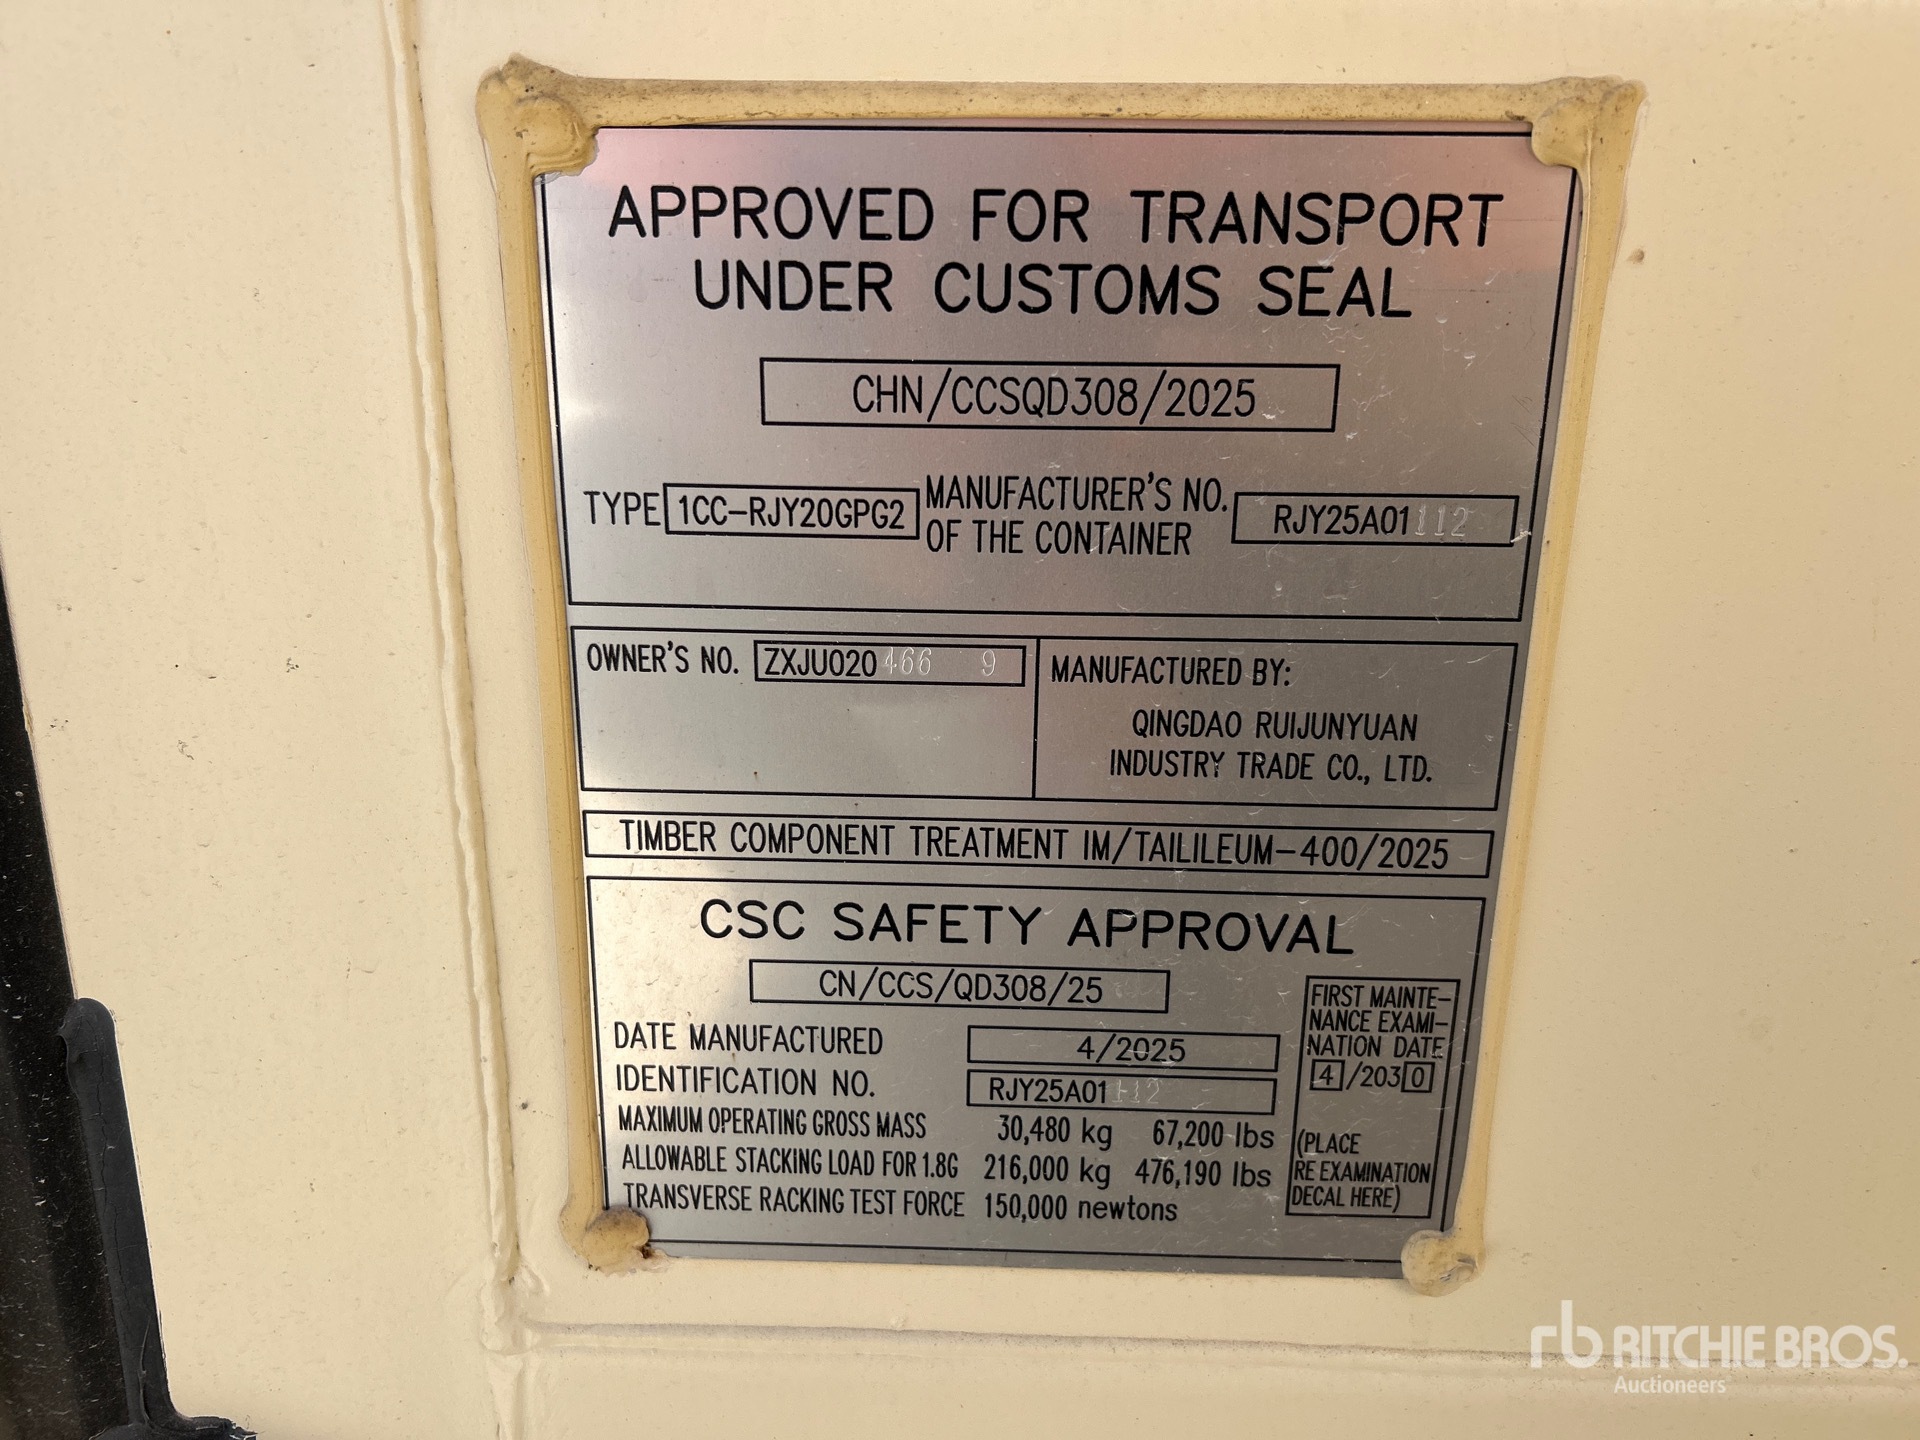 APPROVED FOR TRANSPORT
UNDER CUSTOMS SEAL
CHN/CCSQD308/2025
TYPE 1CC-RJY20GPG2 MANUFACTURER'S NO. OF THE CONTAINER RJY25A01112
OWNER'S NO. ZXJU020466 9
MANUFACTURED BY:
QINGDAO RUIJUNYUAN
INDUSTRY TRADE CO., LTD.
TIMBER COMPONENT TREATMENT IM/TAILILEUM-400/2025
CSC SAFETY APPROVAL
CN/CCS/QD308/25
DATE MANUFACTURED 4/2025
IDENTIFICATION NO. RJY25A01112
MAXIMUM OPERATING GROSS MASS 30,480 kg 67,200 lbs
ALLOWABLE STACKING LOAD FOR 1.8G 216,000 kg 476,190 lbs
TRANSVERSE RACKING TEST FORCE 150,000 newtons
FIRST MAINTE-
NANCE EXAMI-
NATION DATE
4/2030
(PLACE
RE EXAMINATION
DECAL HERE)
rb RITCHIE BROS.
Auctioneers